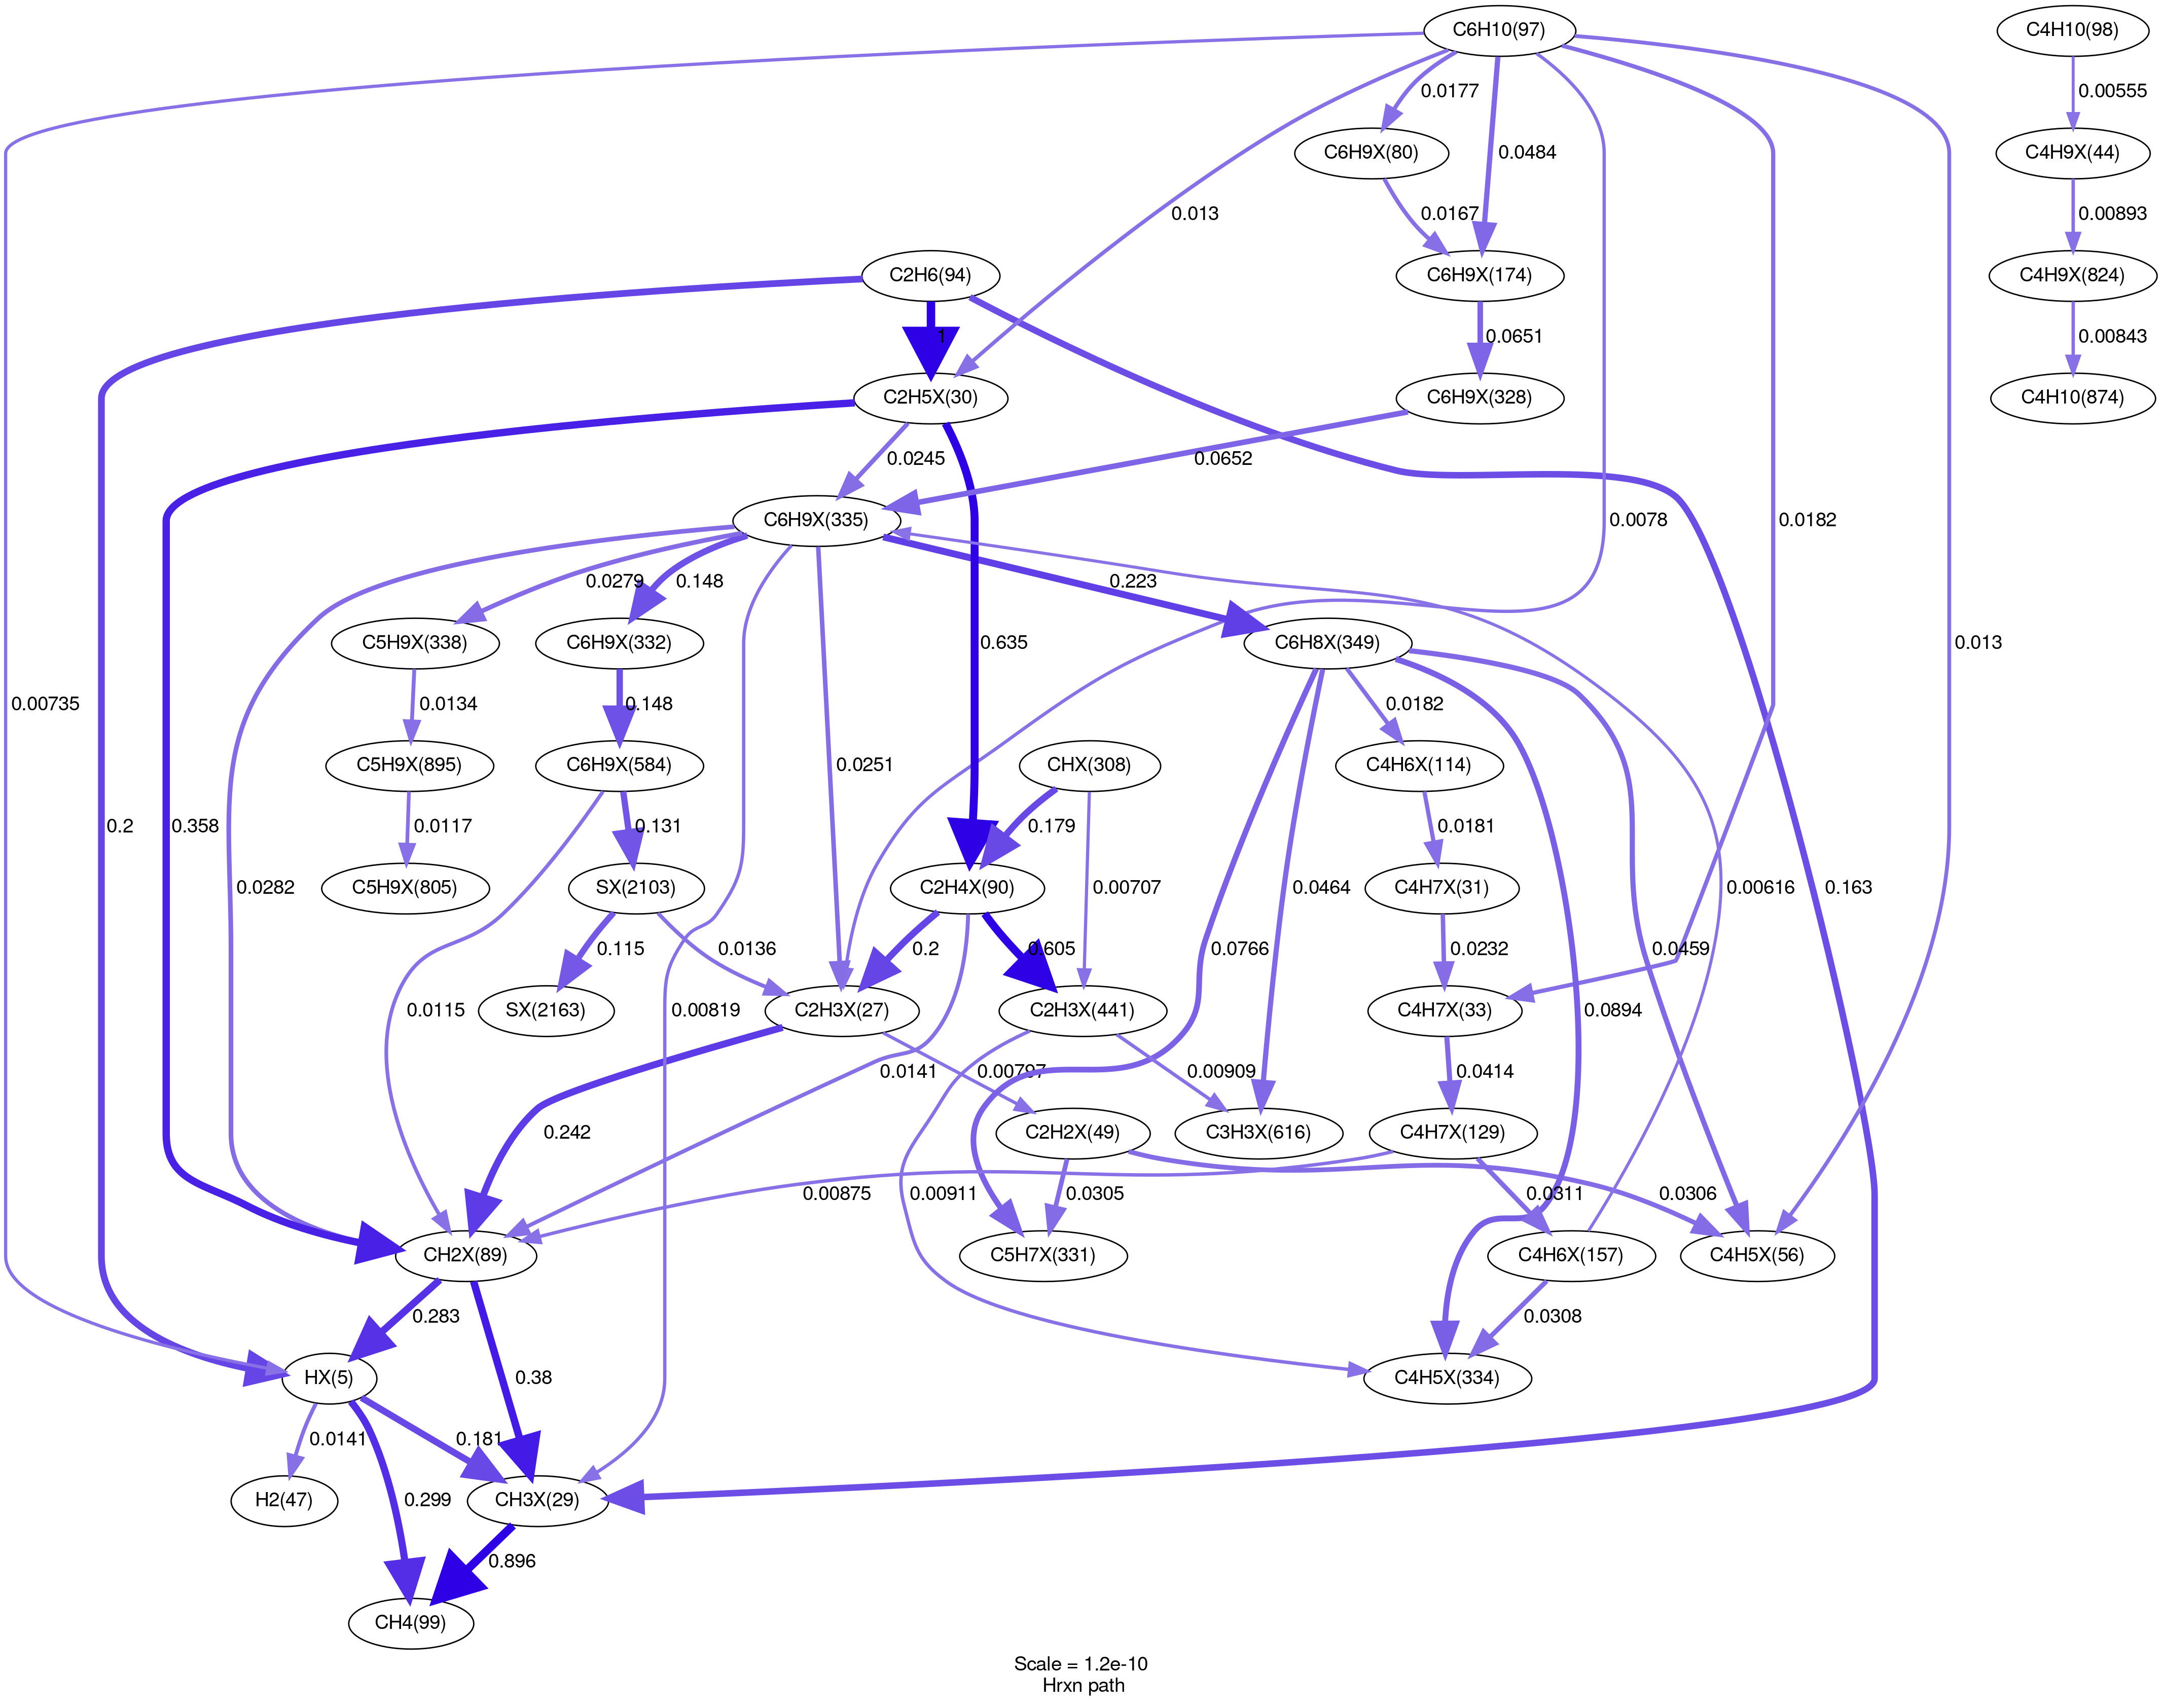 C6H10(97)
C4H10(98)
0.0177
0.00555
C6H9X(80)
0.0484
C4H9X(44)
0.013
0.0167
0.00893
C2H6(94)
C6H9X(174)
C4H9X(824)
1
0.0651
0.00843
C2H5X(30)
C6H9X(328)
C4H10(874)
0.0245
0.0652
C6H9X(335)
0.0078
0.0182
0.0279
0.148
0.223
C5H9X(338)
C6H9X(332)
0.635
C6H8X(349)
0.013
0.0134
0.148
0.0182
C5H9X(895)
C6H9X(584)
0.0251
CHX(308)
C4H6X(114)
0.00735
0.2
0.358
0.0117
0.131
0.179
0.0181
C5H9X(805)
0.0282
SX(2103)
C2H4X(90)
0.00707
0.0464
C4H7X(31)
0.00616
0.163
0.115
0.0136
0.2
0.605
0.0766
0.0232
0.0459
SX(2163)
0.0115
0.00819
C2H3X(27)
C2H3X(441)
C4H7X(33)
0.0894
0.242
0.0141
0.00797
0.00909
0.0414
C2H2X(49)
C3H3X(616)
C4H7X(129)
0.00875
0.00911
0.0305
0.0311
0.0306
CH2X(89)
C5H7X(331)
C4H6X(157)
C4H5X(56)
0.283
0.38
0.0308
HX(5)
C4H5X(334)
0.0141
0.181
H2(47)
0.299
CH3X(29)
0.896
CH4(99)
Scale = 1.2e-10
Hrxn path